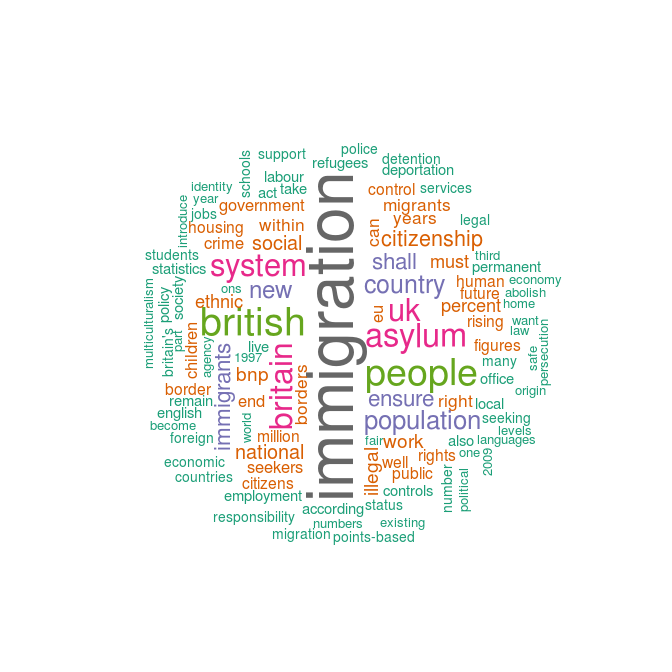 police
support
refugees
detention
schools
deportation
labour
identity
act
take
control
services
year
government
migrants
jobs
years
introduce
housing
within
can
legal
crime
social
citizenship
students
system
shall
must
third
statistics
permanent
immigration
new
country
human
economy
ons
future
abolish
multiculturalism
policy
society
ethnic
eu
percent
home
british
uk
rising
want
britain's
part
children
agency
live
asylum
law
1997
figures
safe
persecution
bnp
people
many
office
immigrants
britain
borders
border
origin
remain
end
ensure
right
local
english
world
population
seeking
become
levels
foreign
million
fair
work
also
languages
national
illegal
rights
one
2009
economic
seekers
well
public
countries
citizens
controls
number
political
employment
according
status
responsibility
numbers
existing
migration
points-based